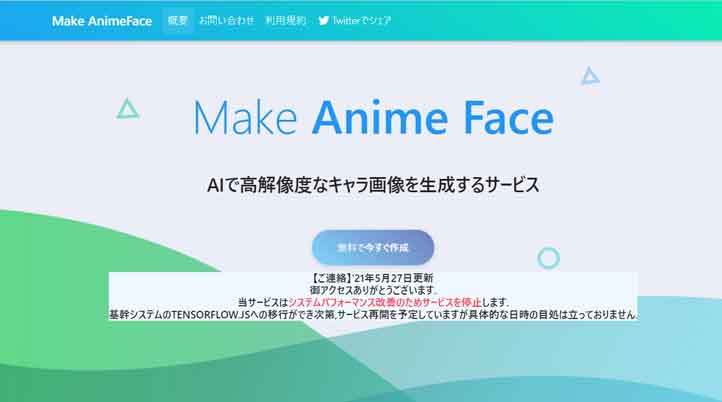 Make AnimeFace 概要 お問い合わせ 利用規約 Twitterでシェア
Make Anime Face
AIで高解像度なキャラ画像を生成するサービス
無料で今すぐ作成
【ご連絡】'21年5月27日更新
御アクセスありがとうございます.
当サービスはシステムパフォーマンス改善のためサービスを停止します.
基幹システムのTENSORFLOW.JSへの移行ができ次第,サービス再開を予定していますが具体的な日時の目処は立っておりません.